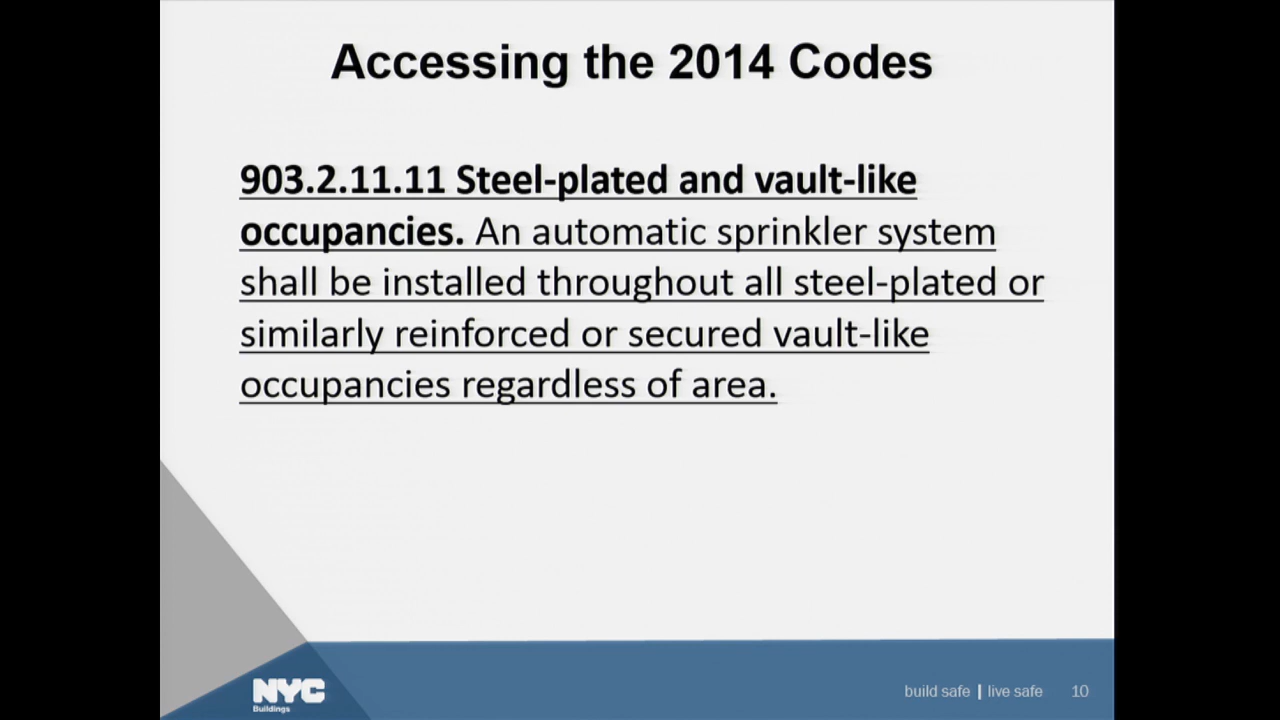 Accessing the 2014 Codes
903.2.11.11 Steel-plated and vault-like
occupancies. An automatic sprinkler system
shall be installed throughout all steel-plated or
similarly reinforced or secured vault-like
occupancies regardless of area.
NYC
Buildings
build safe | live safe 10